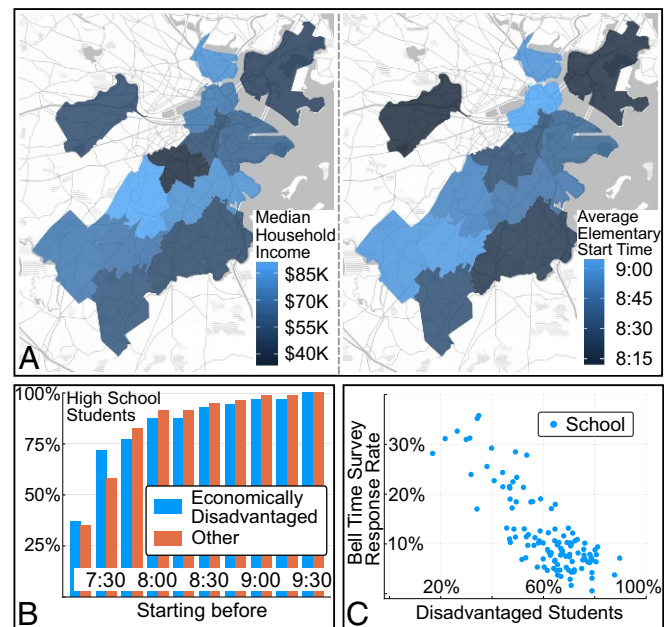 Median
Household
Income
$85K
$70K
$55K
$40K
A
Average
Elementary
Start Time
9:00
8:45
8:30
8:15
100%
75%
50%
25%
High School
Students
Economically
Disadvantaged
Other
7:30 8:00 8:30 9:00 9:30
Starting before
B
Bell Time Survey
Response Rate
30%
20%
10%
School
20% 60% 100%
Disadvantaged Students
C